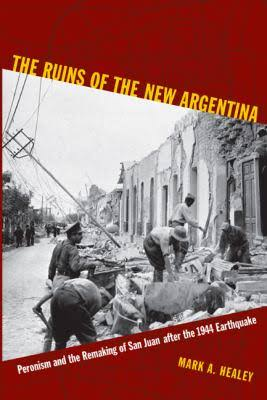 THE RUINS OF THE NEW ARGENTINA
Peronism and the Remaking of San Juan after the 1944 Earthquake
MARK A. HEALEY